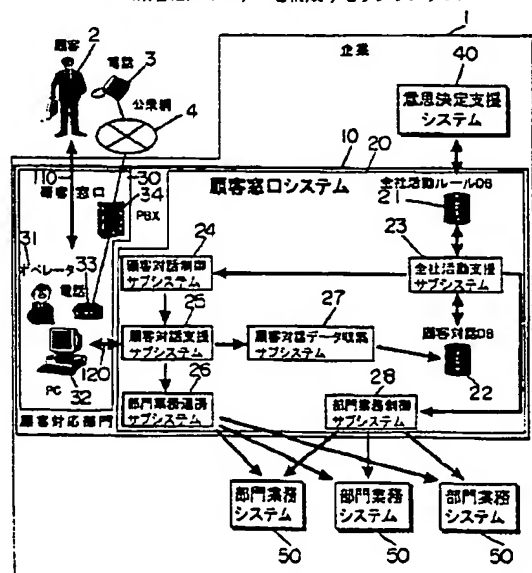 1
企業
2
顧客
電話
3
公衆網
4
40
意思決定支援
システム
10
20
110
顧客窓口
30
34
PBX
顧客窓口システム
全社活動ルールDB
21
31
オペレータ
電話
33
24
顧客対話制御
サブシステム
23
全社活動支援
サブシステム
25
顧客対話支援
サブシステム
27
顧客対話データ収集
サブシステム
顧客対話DB
22
120
PC
32
26
部門業務連携
サブシステム
28
部門業務制御
サブシステム
顧客対応部門
部門業務
システム
部門業務
システム
部門業務
システム
50
50
50